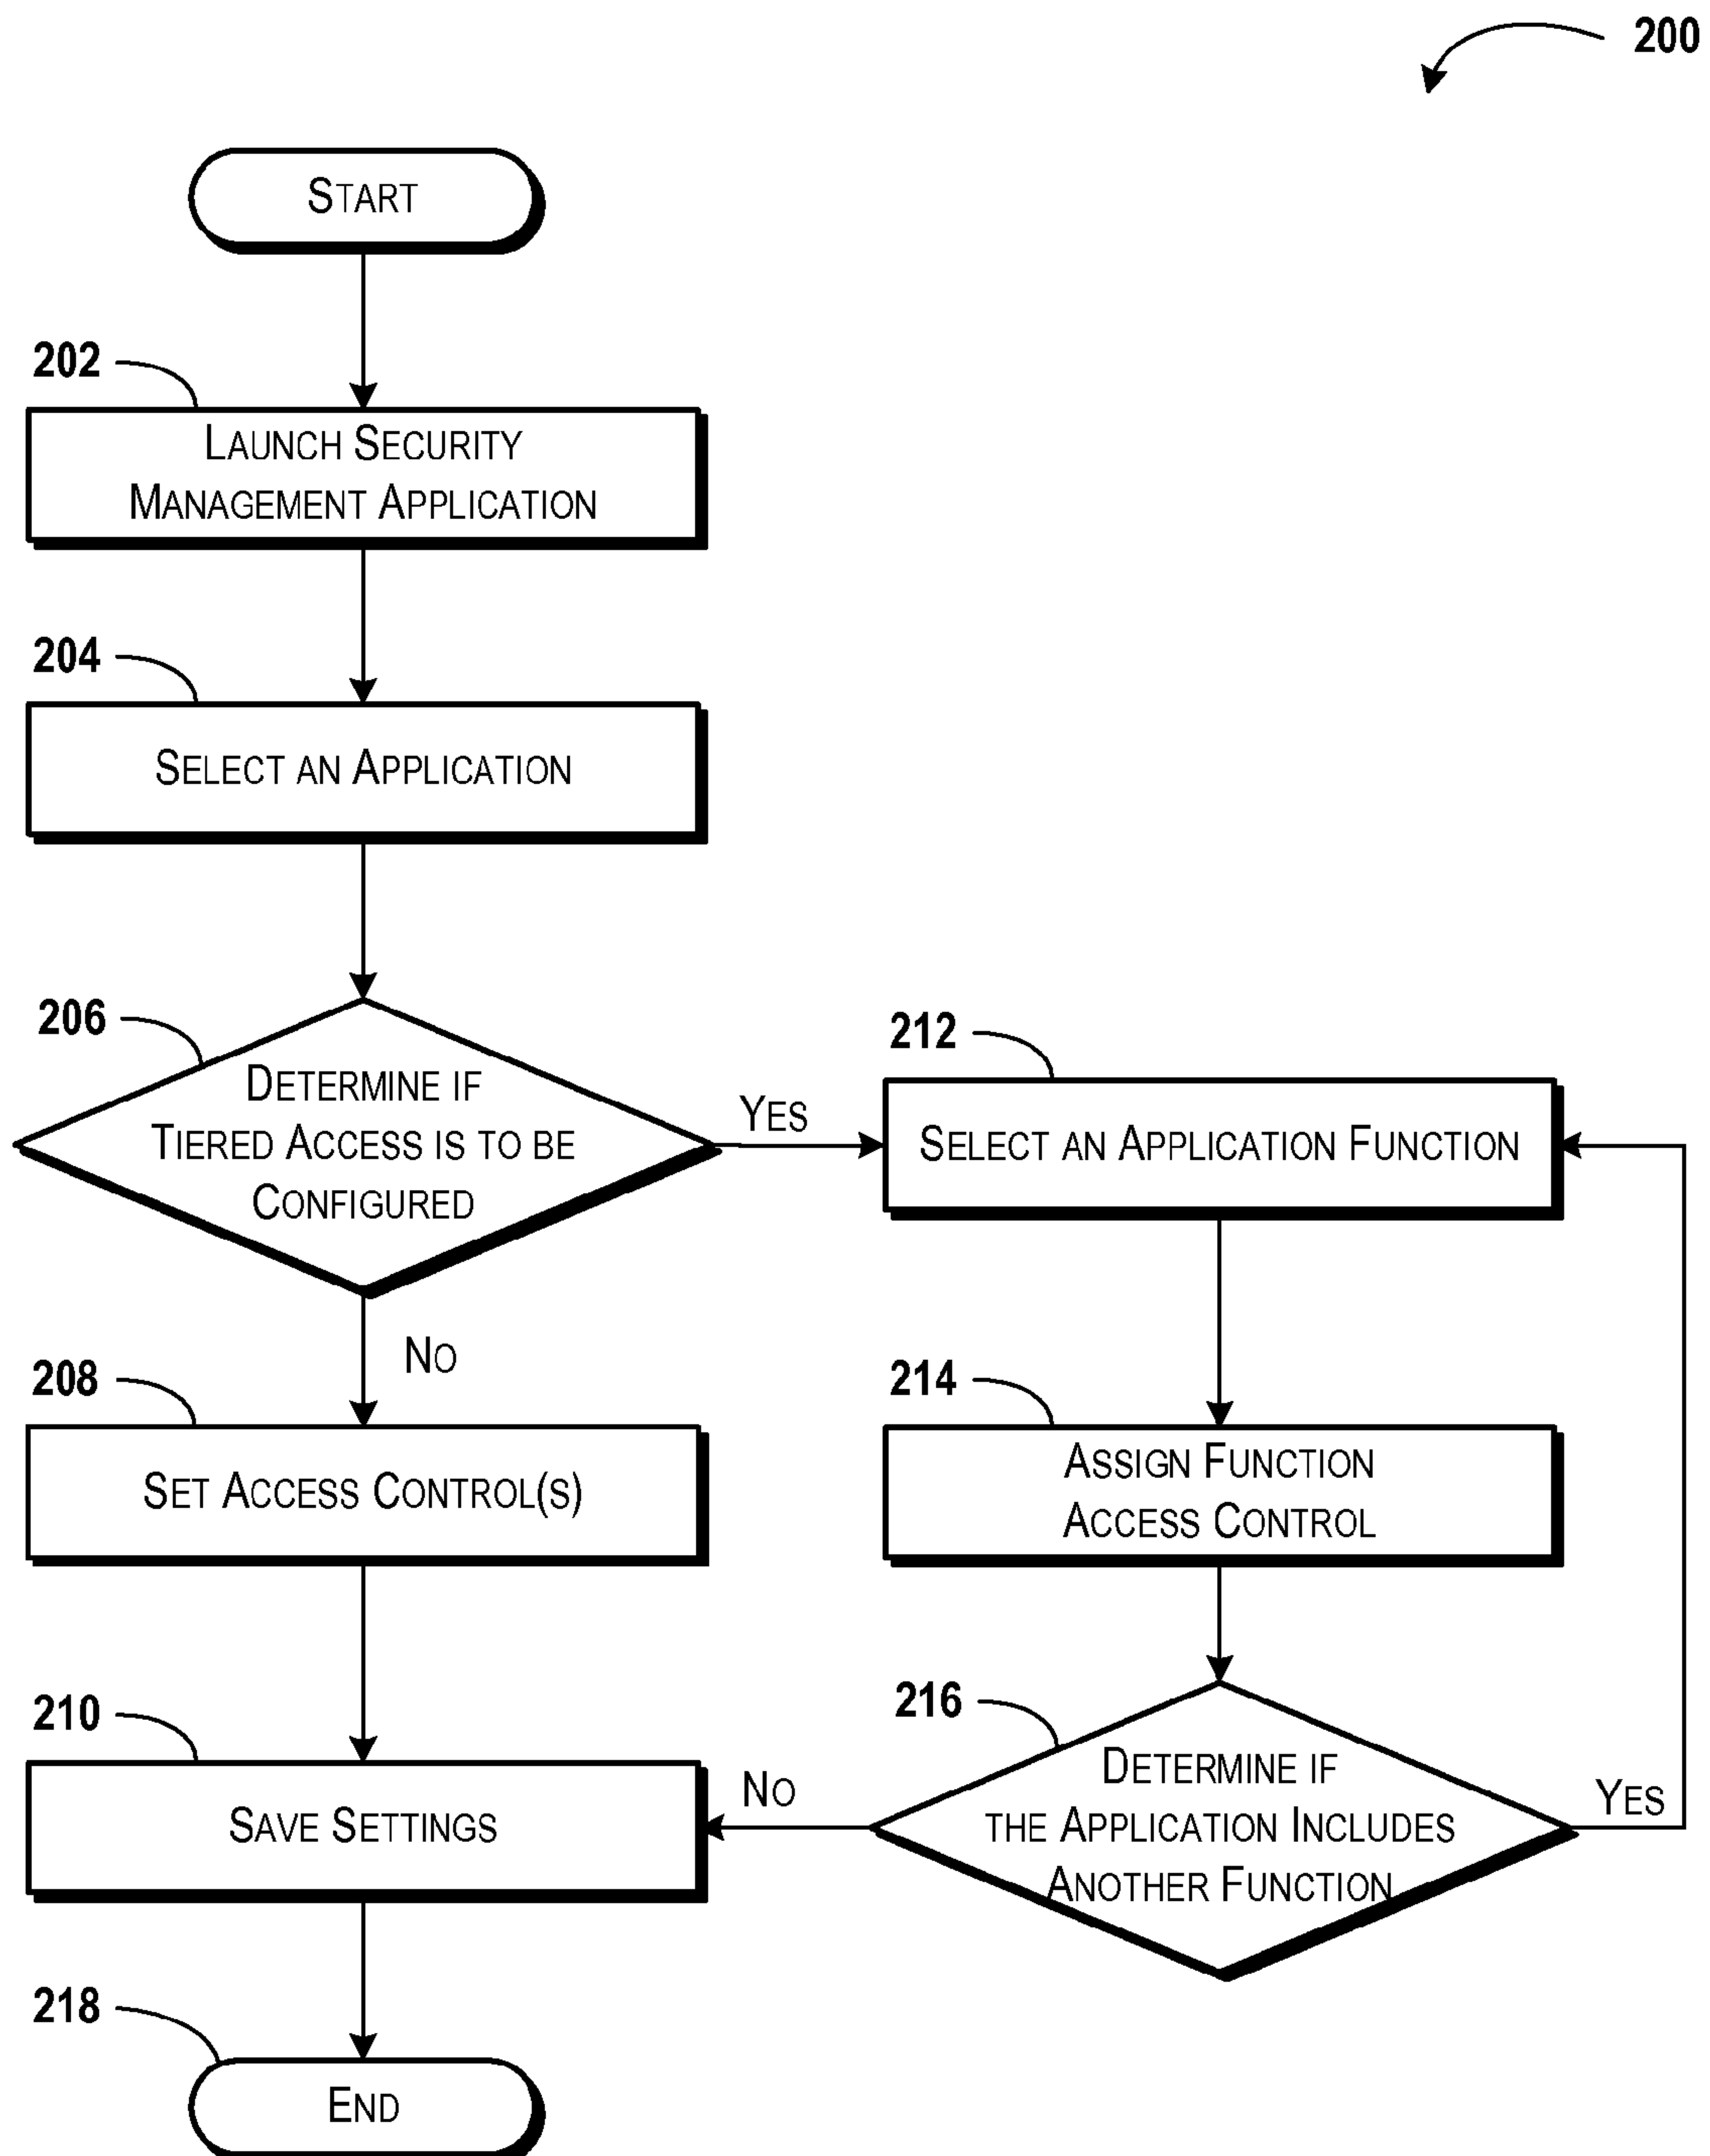 200
START
202
LAUNCH SECURITY
MANAGEMENT APPLICATION
204
SELECT AN APPLICATION
206
DETERMINE IF
TIERED ACCESS IS TO BE
CONFIGURED
YES
NO
212
SELECT AN APPLICATION FUNCTION
208
SET ACCESS CONTROL(S)
214
ASSIGN FUNCTION
ACCESS CONTROL
210
SAVE SETTINGS
216
DETERMINE IF
THE APPLICATION INCLUDES
ANOTHER FUNCTION
NO
YES
218
END